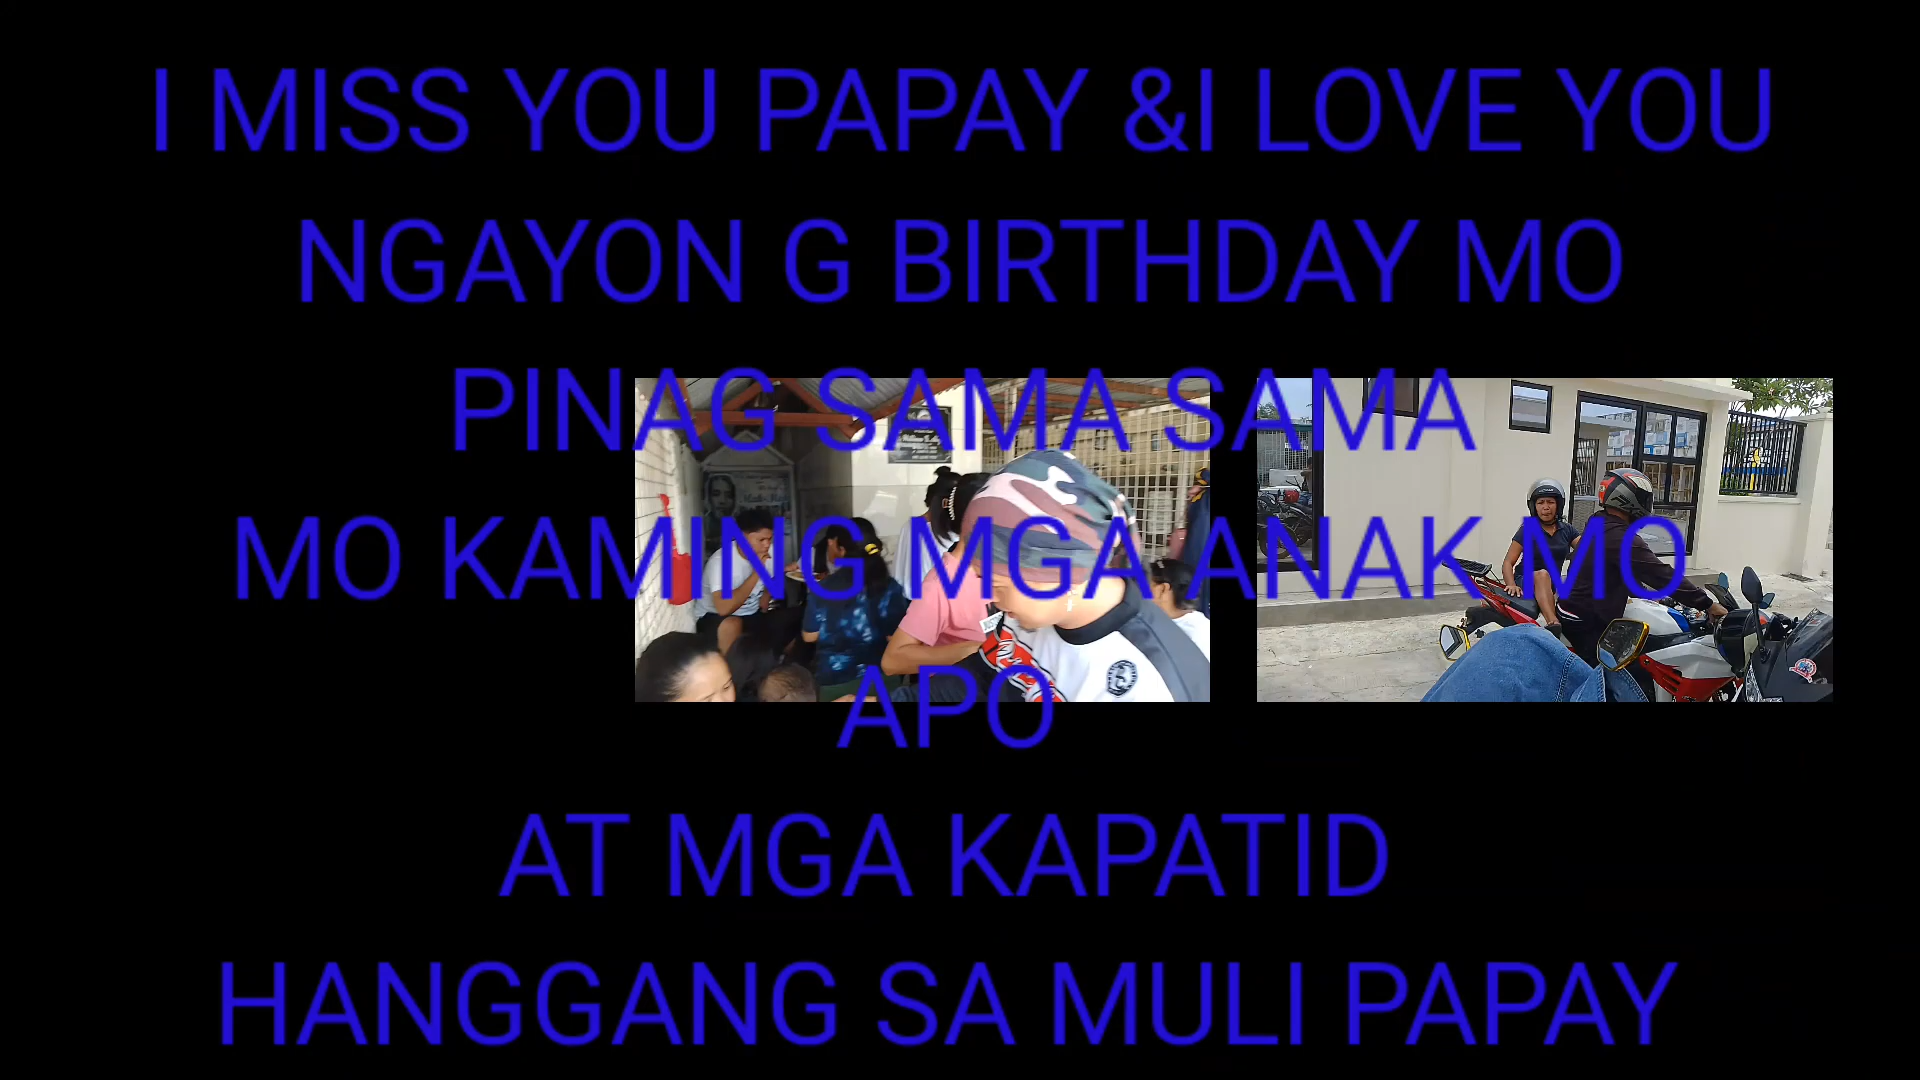 I MISS YOU PAPAY &I LOVE YOU
NGAYON G BIRTHDAY MO
PINAG SAMA SAMA
MO KAMING MGA ANAK MO
APO
AT MGA KAPATID
HANGGANG SA MULI PAPAY